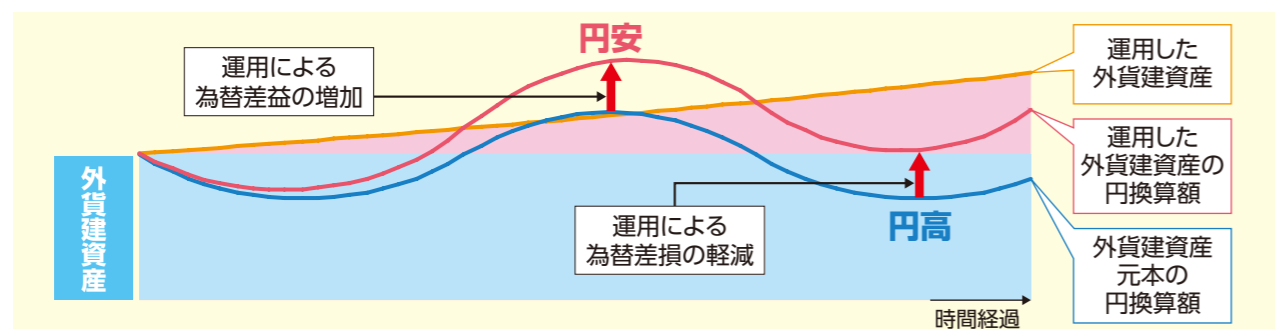 円安
運用による
為替差益の増加
運用した
外貨建資産
運用した
外貨建資産の
円換算額
外貨建資産
運用による
為替差損の軽減
円高
外貨建資産
元本の
円換算額
時間経過